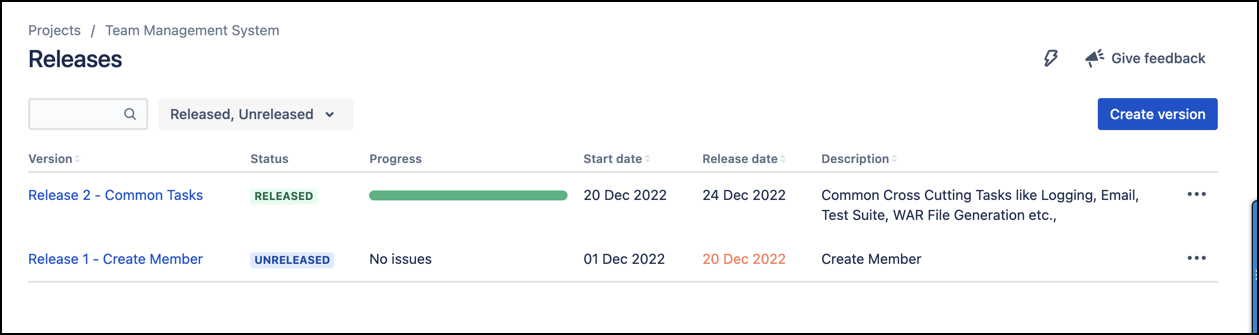 Projects / Team Management System
Releases
Give feedback
Released, Unreleased
Create version
Version Status Progress Start date Release date Description
Release 2 - Common Tasks RELEASED 20 Dec 2022 24 Dec 2022 Common Cross Cutting Tasks like Logging, Email,
Test Suite, WAR File Generation etc.,
Release 1 - Create Member UNRELEASED No issues 01 Dec 2022 20 Dec 2022 Create Member